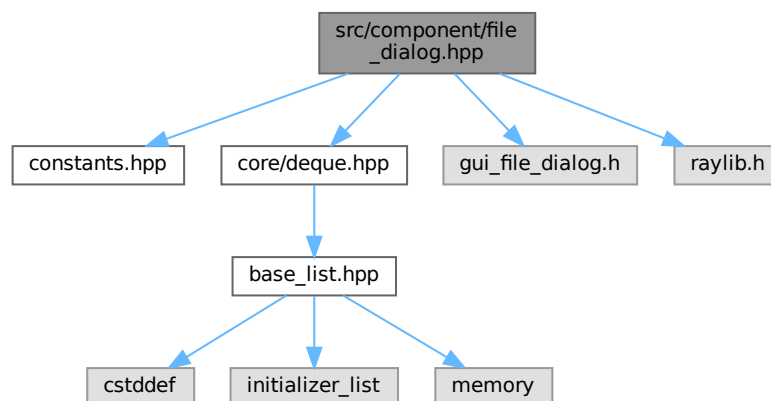 src/component/file
_dialog.hpp
constants.hpp
core/deque.hpp
gui_file_dialog.h
raylib.h
base_list.hpp
cstddef
initializer_list
memory